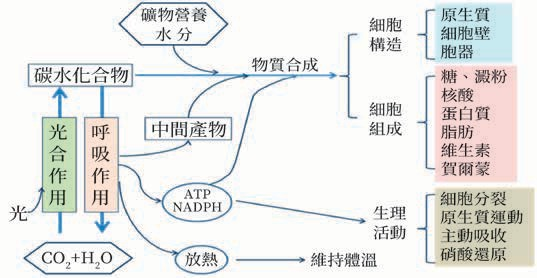 礦物營養
水分
碳水化合物
物質合成
細胞
構造
原生質
細胞壁
胞器
細胞
組成
糖、澱粉
核酸
蛋白質
脂肪
維生素
賀爾蒙
光合作用
呼吸作用
中間產物
光
ATP
NADPH
生理
活動
細胞分裂
原生質運動
主動吸收
硝酸還原
CO₂+H₂O
放熱
維持體溫